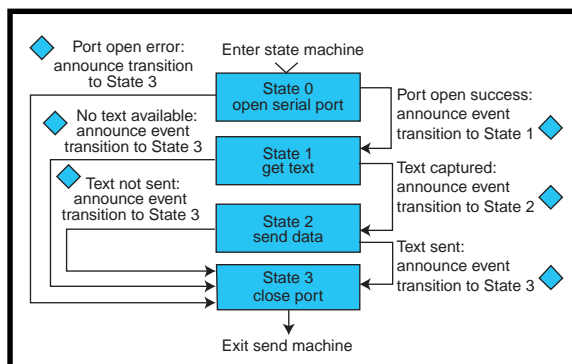 Enter state machine
Port open error:
announce transition
to State 3
State 0
open serial port
Port open success:
announce event
transition to State 1
No text available:
announce event
transition to State 3
State 1
get text
Text captured:
announce event
transition to State 2
Text not sent:
announce event
transition to State 3
State 2
send data
Text sent:
announce event
transition to State 3
State 3
close port
Exit send machine